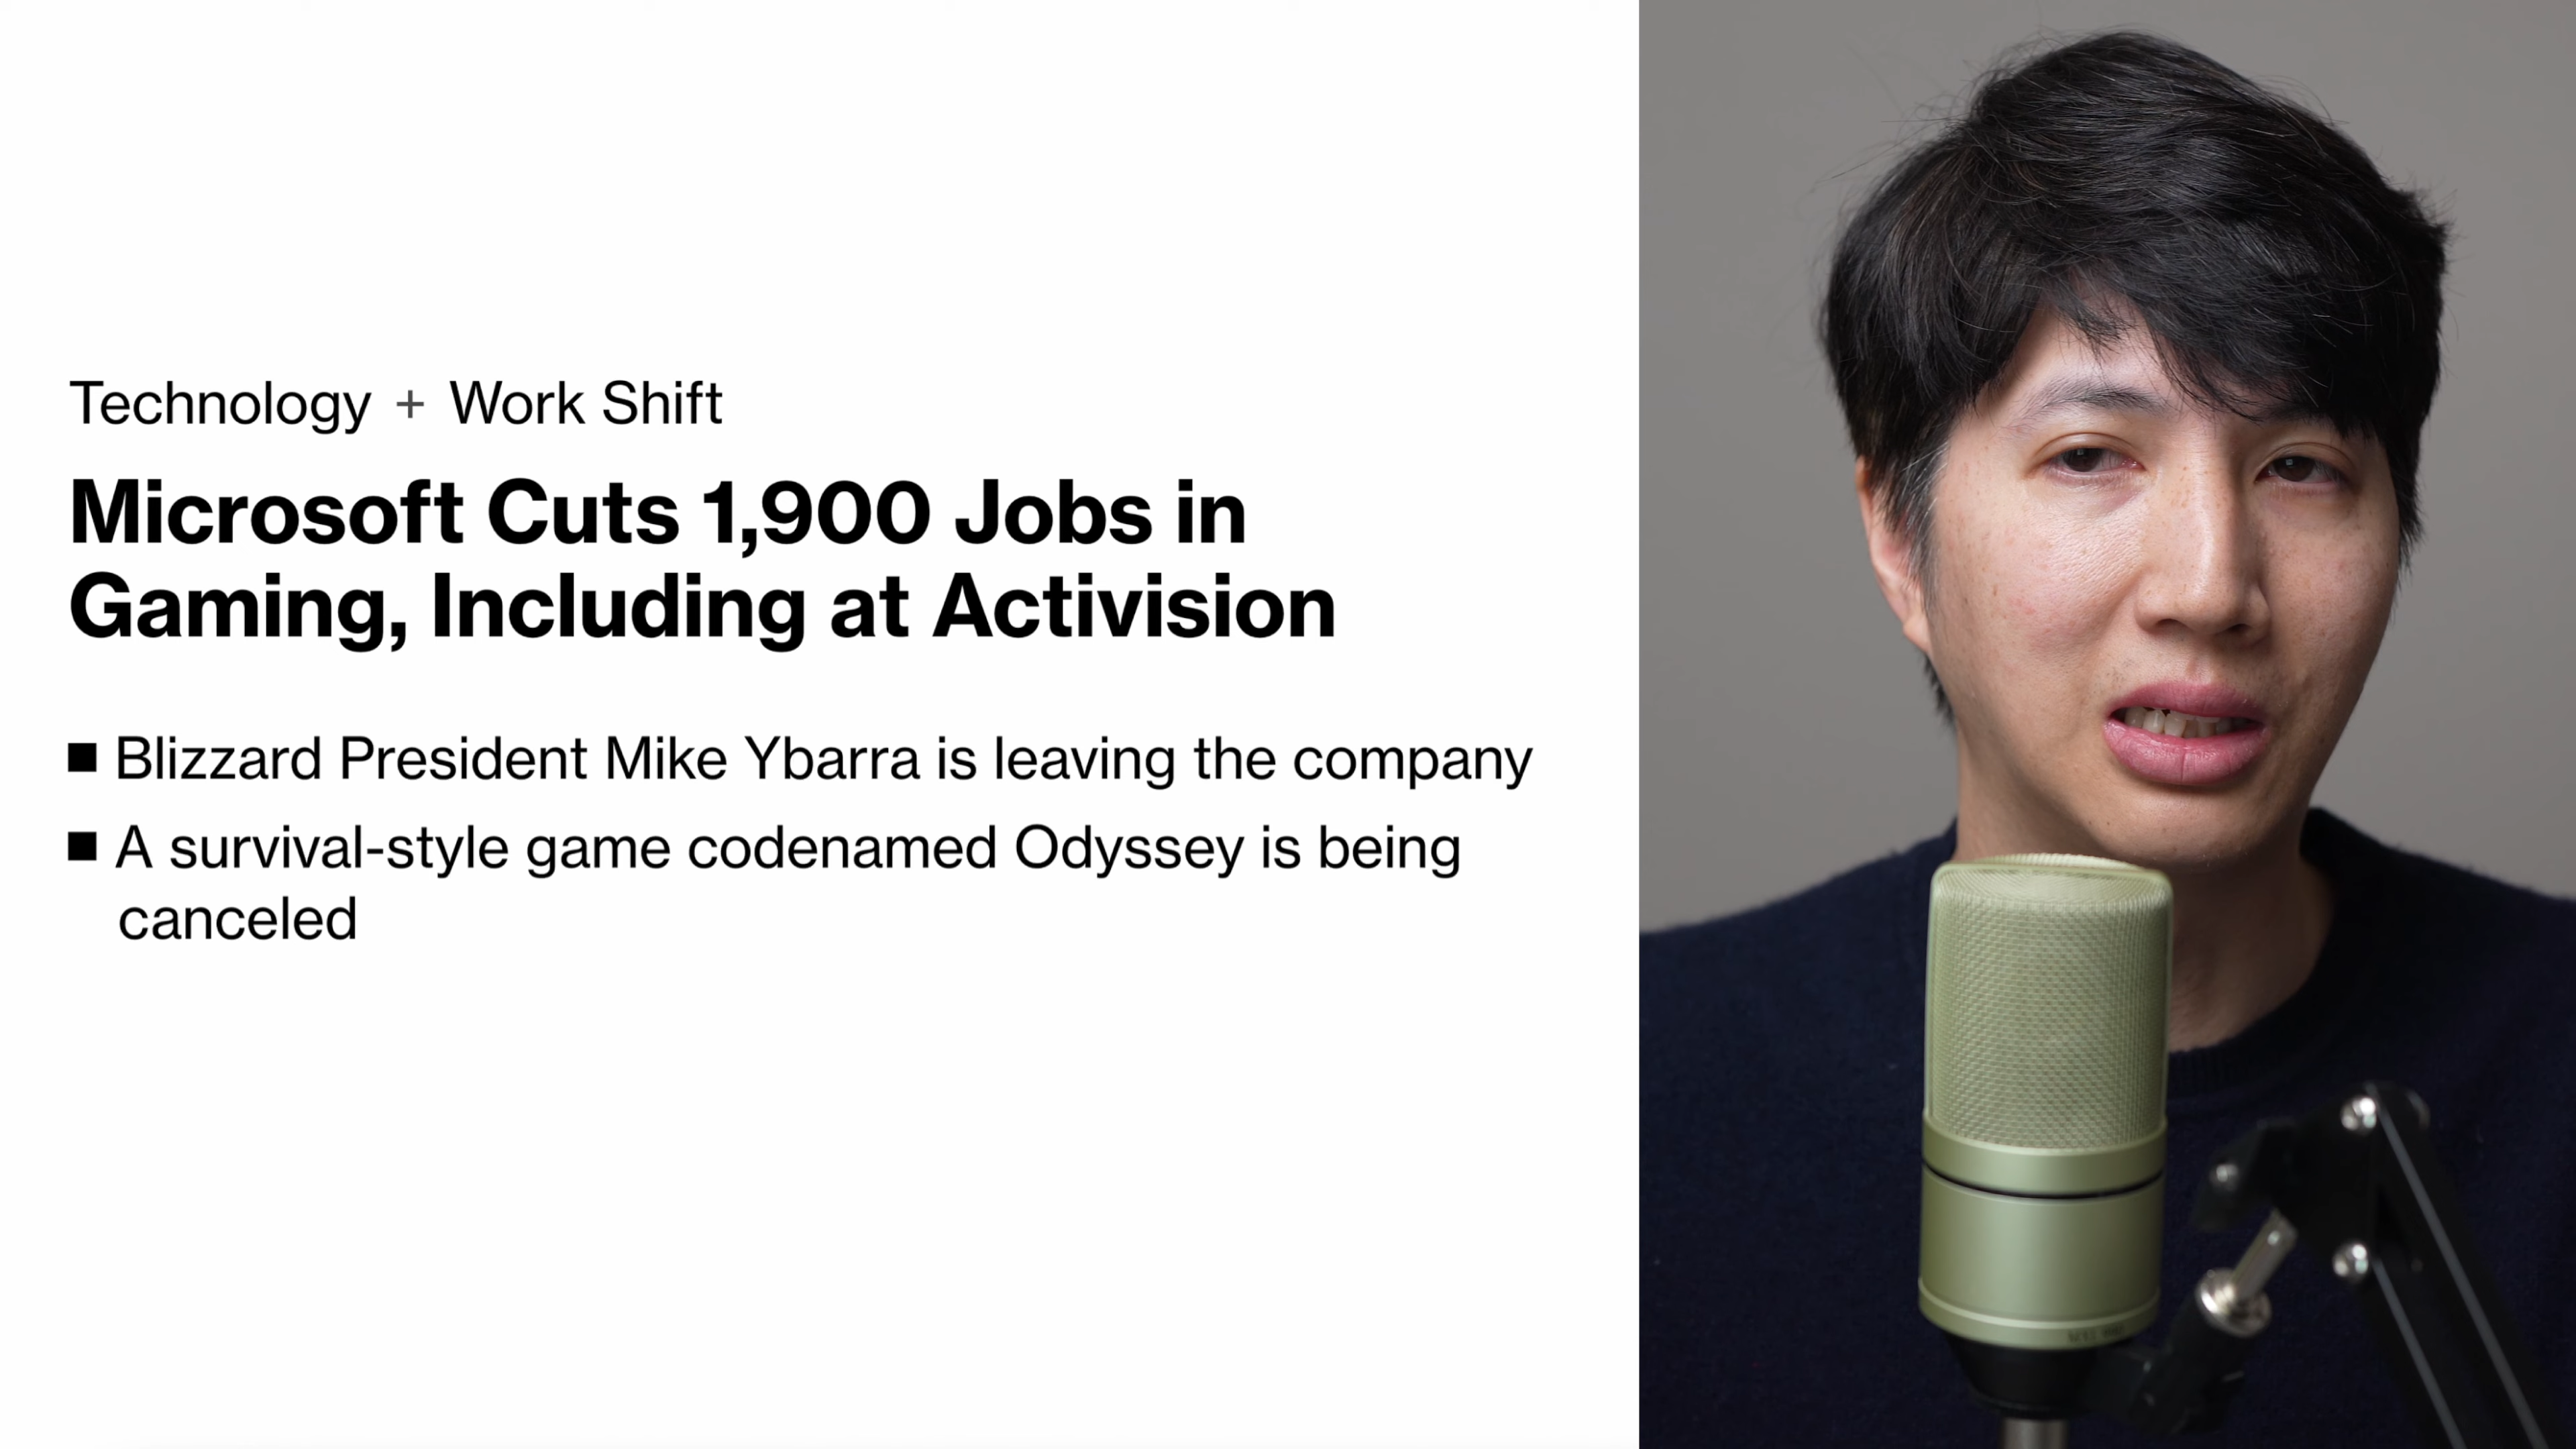 Technology + Work Shift
Microsoft Cuts 1,900 Jobs in
Gaming, Including at Activision
■ Blizzard President Mike Ybarra is leaving the company
■ A survival-style game codenamed Odyssey is being
canceled